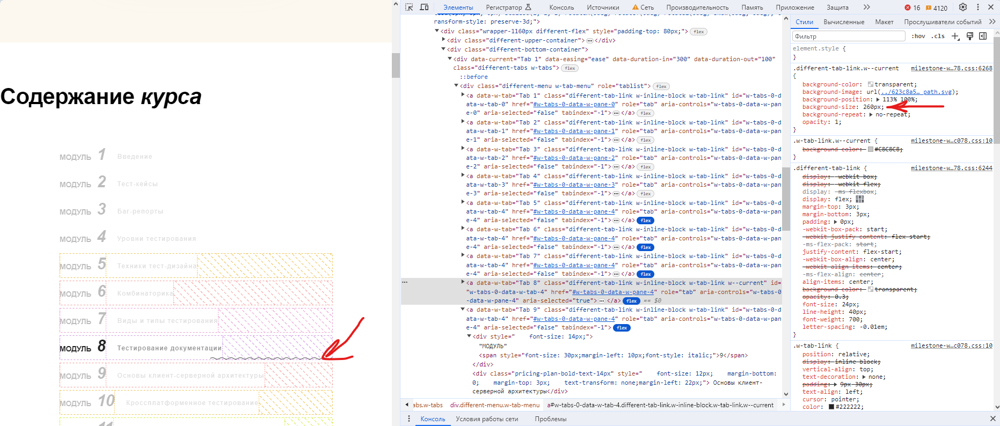 Содержание курса
МОДУЛЬ 1 Введение
МОДУЛЬ 2 Тест-кейсы
МОДУЛЬ 3 Баг-репорты
МОДУЛЬ 4 Уровни тестирования
МОДУЛЬ 5 Техники тест-дизайна
МОДУЛЬ 6 Комбинаторика
МОДУЛЬ 7 Виды и типы тестирования
МОДУЛЬ 8 Тестирование документации
МОДУЛЬ 9 Основы клиент-серверной архитектуры
МОДУЛЬ 10 Кроссплатформенное тестирование
Элементы Регистратор Консоль Источники Сеть Производительность Память Приложение Защита 16 4120
ransform-style: preserve-3d;">
<div class="wrapper-1160px different-flex" style="padding-top: 80px;"> flex
<div class="different-upper-container"> ⋯ </div>
<div class="different-bottom-container">
<div data-current="Tab 1" data-easing="ease" data-duration-in="300" data-duration-out="100"
class="different-tabs w-tabs"> flex
::before
<div class="different-menu w-tab-menu" role="tablist"> flex
<a data-w-tab="Tab 1" class="different-tab-link w-inline-block w-tab-link" id="w-tabs-0-d
ata-w-tab-0" href="#w-tabs-0-data-w-pane-0" role="tab" aria-controls="w-tabs-0-data-w-pan
e-0" aria-selected="false" tabindex="-1"> ⋯ </a> flex
<a data-w-tab="Tab 2" class="different-tab-link w-inline-block w-tab-link" id="w-tabs-0-d
ata-w-tab-1" href="#w-tabs-0-data-w-pane-1" role="tab" aria-controls="w-tabs-0-data-w-pan
e-1" aria-selected="false" tabindex="-1"> ⋯ </a> flex
<a data-w-tab="Tab 3" class="different-tab-link w-inline-block w-tab-link" id="w-tabs-0-d
ata-w-tab-2" href="#w-tabs-0-data-w-pane-2" role="tab" aria-controls="w-tabs-0-data-w-pan
e-2" aria-selected="false" tabindex="-1"> ⋯ </a> flex
<a data-w-tab="Tab 4" class="different-tab-link w-inline-block w-tab-link" id="w-tabs-0-d
ata-w-tab-3" href="#w-tabs-0-data-w-pane-3" role="tab" aria-controls="w-tabs-0-data-w-pan
e-3" aria-selected="false" tabindex="-1"> ⋯ </a> flex
<a data-w-tab="Tab 5" class="different-tab-link w-inline-block w-tab-link" id="w-tabs-0-d
ata-w-tab-4" href="#w-tabs-0-data-w-pane-4" role="tab" aria-controls="w-tabs-0-data-w-pan
e-4" aria-selected="false" tabindex="-1"> ⋯ </a> flex
<a data-w-tab="Tab 6" class="different-tab-link w-inline-block w-tab-link" id="w-tabs-0-d
ata-w-tab-4" href="#w-tabs-0-data-w-pane-4" role="tab" aria-controls="w-tabs-0-data-w-pan
e-4" aria-selected="false" tabindex="-1"> ⋯ </a> flex
<a data-w-tab="Tab 7" class="different-tab-link w-inline-block w-tab-link" id="w-tabs-0-d
ata-w-tab-4" href="#w-tabs-0-data-w-pane-4" role="tab" aria-controls="w-tabs-0-data-w-pan
e-4" aria-selected="false" tabindex="-1"> ⋯ </a> flex
<a data-w-tab="Tab 8" class="different-tab-link w-inline-block w-tab-link w--current" id=
"w-tabs-0-data-w-tab-4" href="#w-tabs-0-data-w-pane-4" role="tab" aria-controls="w-tabs-0
-data-w-pane-4" aria-selected="true"> ⋯ </a> flex == $0
<a data-w-tab="Tab 9" class="different-tab-link w-inline-block w-tab-link" id="w-tabs-0-d
ata-w-tab-4" href="#w-tabs-0-data-w-pane-4" role="tab" aria-controls="w-tabs-0-data-w-pan
e-4" aria-selected="false" tabindex="-1"> flex
<div style="    font-size: 14px;">
"МОДУЛЬ"
<span style="font-size: 30px;margin-left: 10px;font-style: italic;">9</span>
</div>
<div class="pricing-plan-bold-text-14px" style="    font-size: 12px;    margin-bottom:
0;    margin-top: 3px;    text-transform: none;margin-left: 22px;"> Основы клиент-
серверной архитектуры</div>
abs.w-tabs div.different-menu.w-tab-menu a#w-tabs-0-data-w-tab-4.different-tab-link.w-inline-block.w-tab-link.w--current
Консоль Условия работы сети Проблемы
Стили Вычисленные Макет Прослушиватели событий
Фильтр :hov .cls
element.style {
}
.different-tab-link.w--current milestone-w…78.css:6268
{
background-color: transparent;
background-image: url(../623c8a5…_path.svg);
background-position: 113% 100%;
background-size: 260px;
background-repeat: no-repeat;
opacity: 1;
}
.w-tab-link.w--current { milestone-w…c078.css:10
background-color: #C8C8C8;
}
.different-tab-link { milestone-w…78.css:6244
display: -webkit-box;
display: -webkit-flex;
display: -ms-flexbox;
display: flex;
margin-top: 3px;
margin-bottom: 3px;
padding: 0px;
-webkit-box-pack: start;
-webkit-justify-content: flex-start;
-ms-flex-pack: start;
justify-content: flex-start;
-webkit-box-align: center;
-webkit-align-items: center;
-ms-flex-align: center;
align-items: center;
background-color: transparent;
opacity: 0.3;
font-size: 24px;
line-height: 40px;
font-weight: 700;
letter-spacing: -0.01em;
}
.w-tab-link { milestone-w…c078.css:10
position: relative;
display: inline-block;
vertical-align: top;
text-decoration: none;
padding: 9px 30px;
text-align: left;
cursor: pointer;
color: #222222;